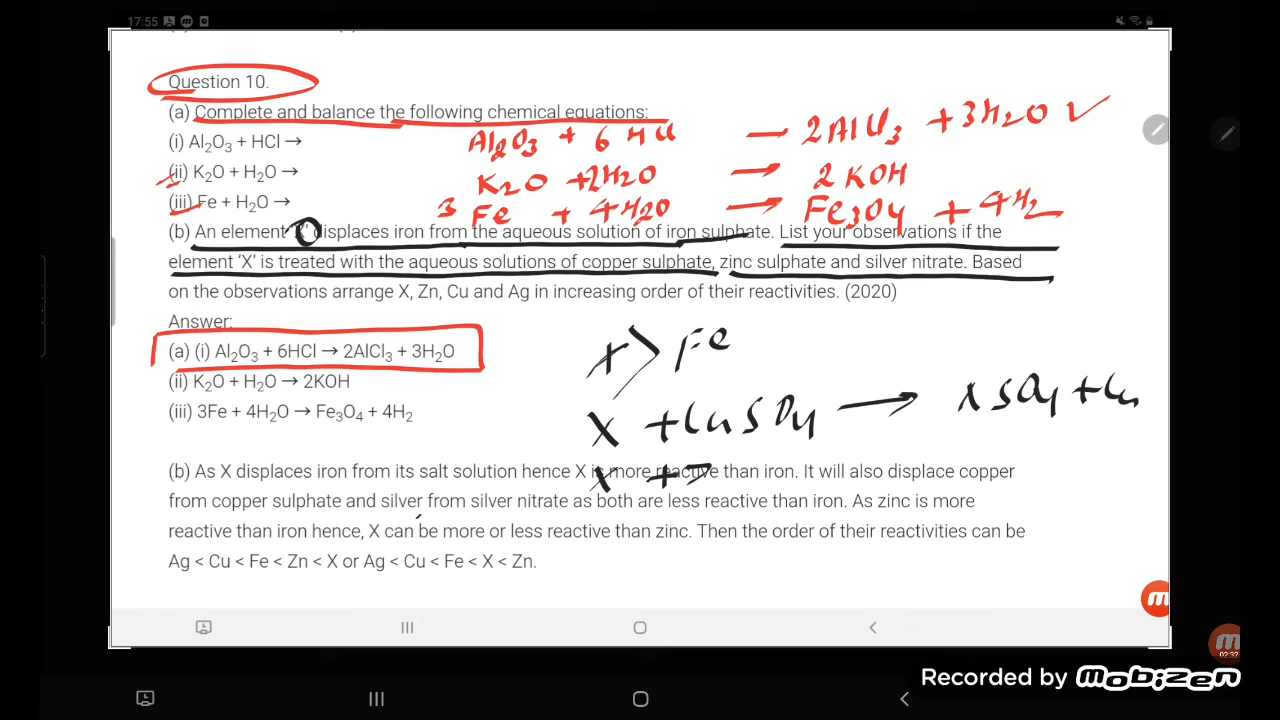 17:55
Question 10.
(a) Complete and balance the following chemical equations:
(i) Al₂O₃ + HCl →
Al₂O₃ + 6 HCl → 2AlCl₃ + 3H₂O ✓
(ii) K₂O + H₂O →
K₂O + 2H₂O → 2KOH
(iii) Fe + H₂O →
3 Fe + 4H₂O → Fe₃O₄ + 4H₂
(b) An element 'X' displaces iron from the aqueous solution of iron sulphate. List your observations if the
element 'X' is treated with the aqueous solutions of copper sulphate, zinc sulphate and silver nitrate. Based
on the observations arrange X, Zn, Cu and Ag in increasing order of their reactivities. (2020)
Answer:
(a) (i) Al₂O₃ + 6HCl → 2AlCl₃ + 3H₂O
X > Fe
(ii) K₂O + H₂O → 2KOH
X + CuSO₄ → XSO₄ + Cu
(iii) 3Fe + 4H₂O → Fe₃O₄ + 4H₂
(b) As X displaces iron from its salt solution hence X is more reactive than iron. It will also displace copper
X +
from copper sulphate and silver from silver nitrate as both are less reactive than iron. As zinc is more
reactive than iron hence, X can be more or less reactive than zinc. Then the order of their reactivities can be
Ag < Cu < Fe < Zn < X or Ag < Cu < Fe < X < Zn.
02:32
Recorded by mobizen